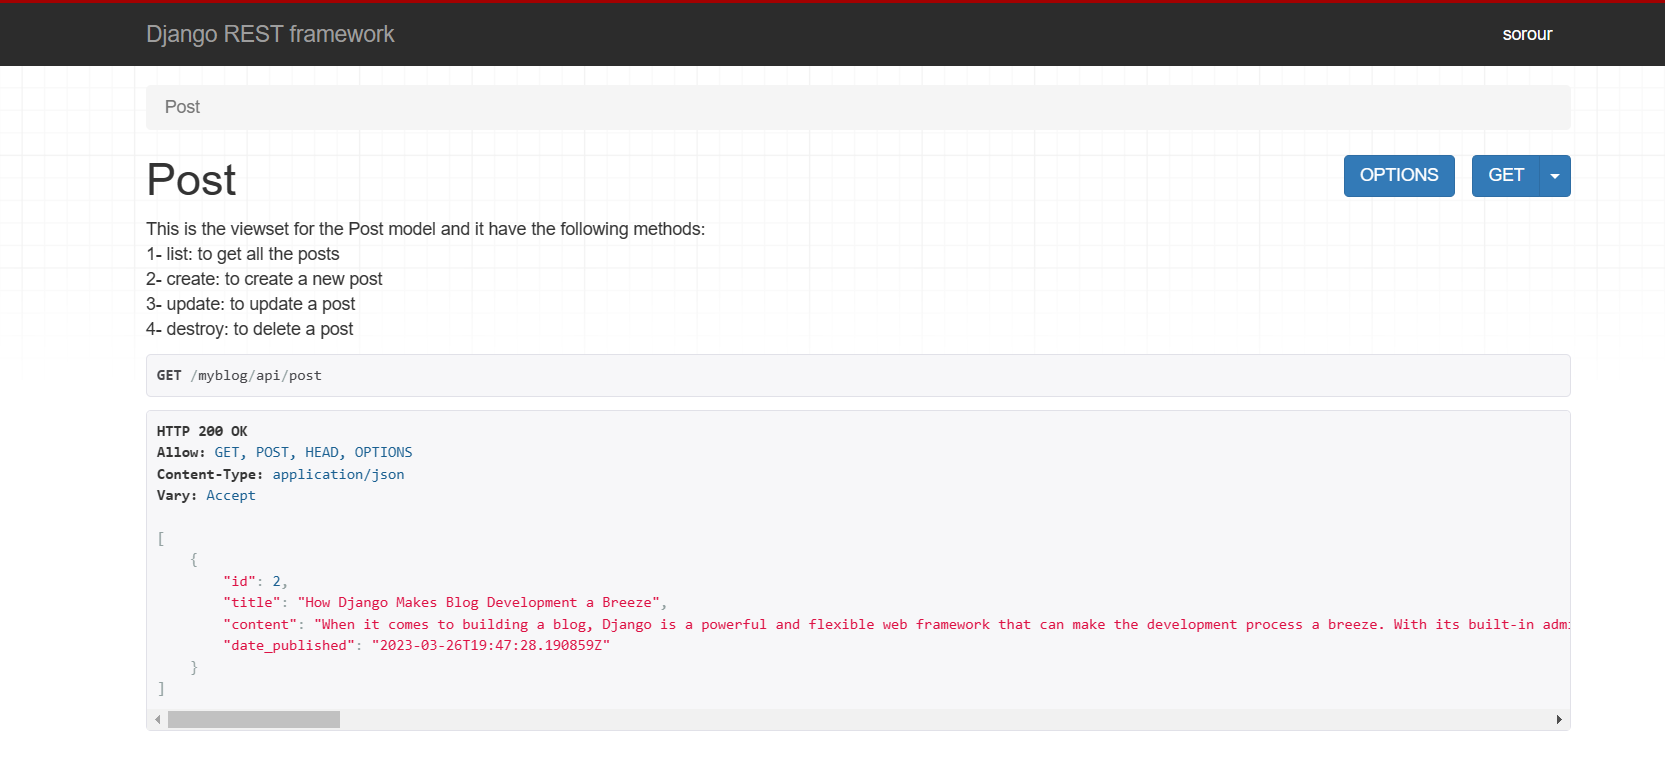 Django REST framework
sorour
Post
Post
OPTIONS
GET
This is the viewset for the Post model and it have the following methods:
1- list: to get all the posts
2- create: to create a new post
3- update: to update a post
4- destroy: to delete a post
GET /myblog/api/post
HTTP 200 OK
Allow: GET, POST, HEAD, OPTIONS
Content-Type: application/json
Vary: Accept
[
{
"id": 2,
"title": "How Django Makes Blog Development a Breeze",
"content": "When it comes to building a blog, Django is a powerful and flexible web framework that can make the development process a breeze. With its built-in
"date_published": "2023-03-26T19:47:28.190859Z"
}
]